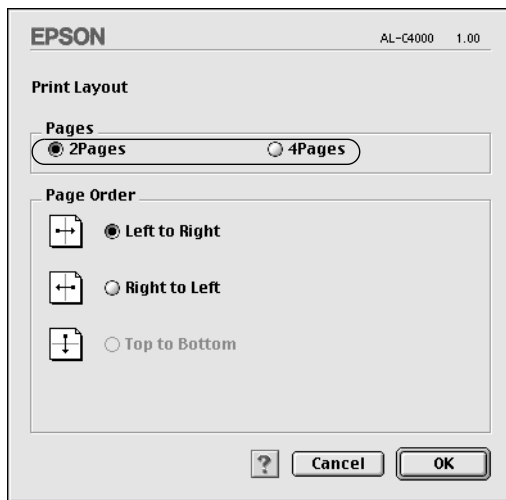 EPSON AL-C4000 1.00
Print Layout
Pages
2Pages 4Pages
Page Order
Left to Right
Right to Left
Top to Bottom
? Cancel OK